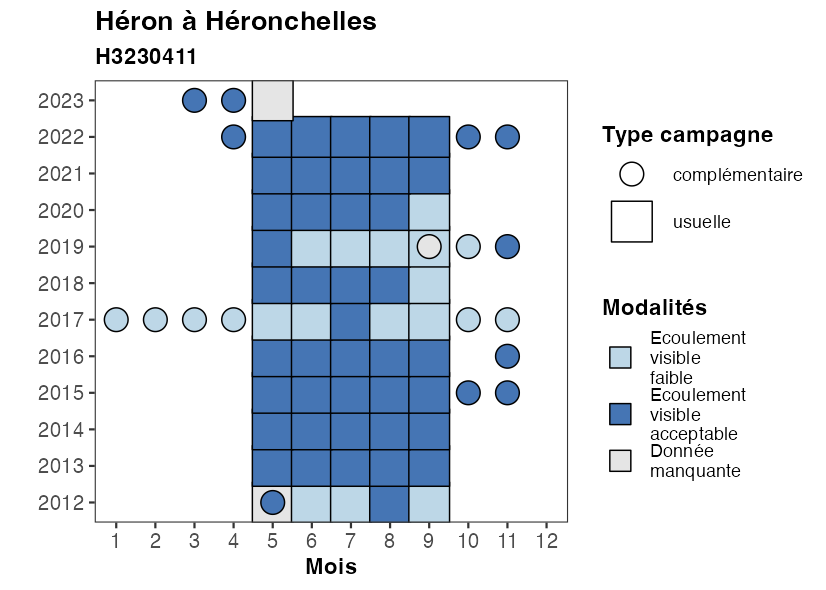 Héron à Héronchelles
H3230411
2023
2022
2021
2020
2019
2018
2017
2016
2015
2014
2013
2012
1 2 3 4 5 6 7 8 9 10 11 12
Mois
Type campagne
complémentaire
usuelle
Modalités
Ecoulement
visible
faible
Ecoulement
visible
acceptable
Donnée
manquante